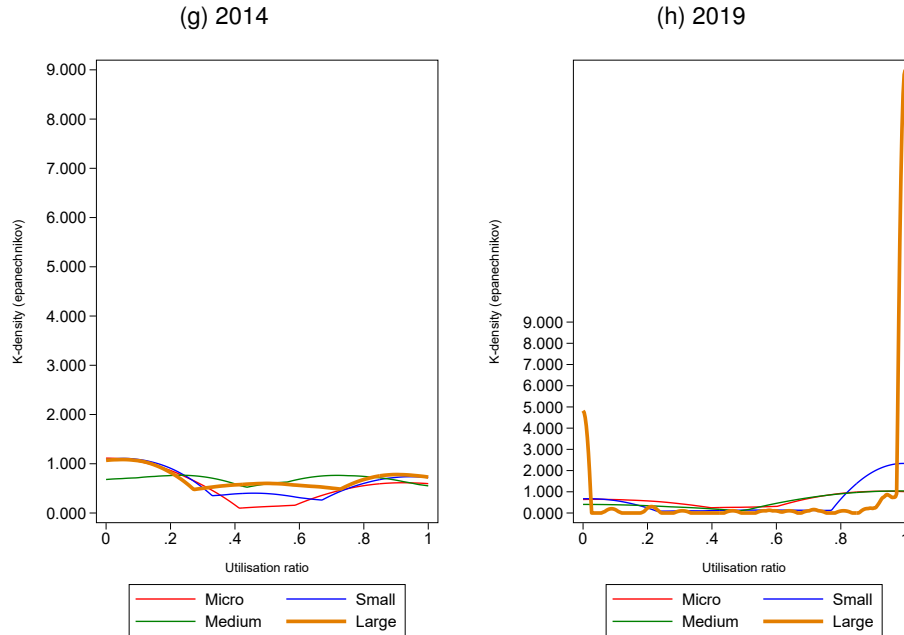 (g) 2014
K-density (epanechnikov)
9.000
8.000
7.000
6.000
5.000
4.000
3.000
2.000
1.000
0.000
0 .2 .4 .6 .8 1
Utilisation ratio
Micro Small
Medium Large
(h) 2019
K-density (epanechnikov)
9.000
8.000
7.000
6.000
5.000
4.000
3.000
2.000
1.000
0.000
0 .2 .4 .6 .8 1
Utilisation ratio
Micro Small
Medium Large